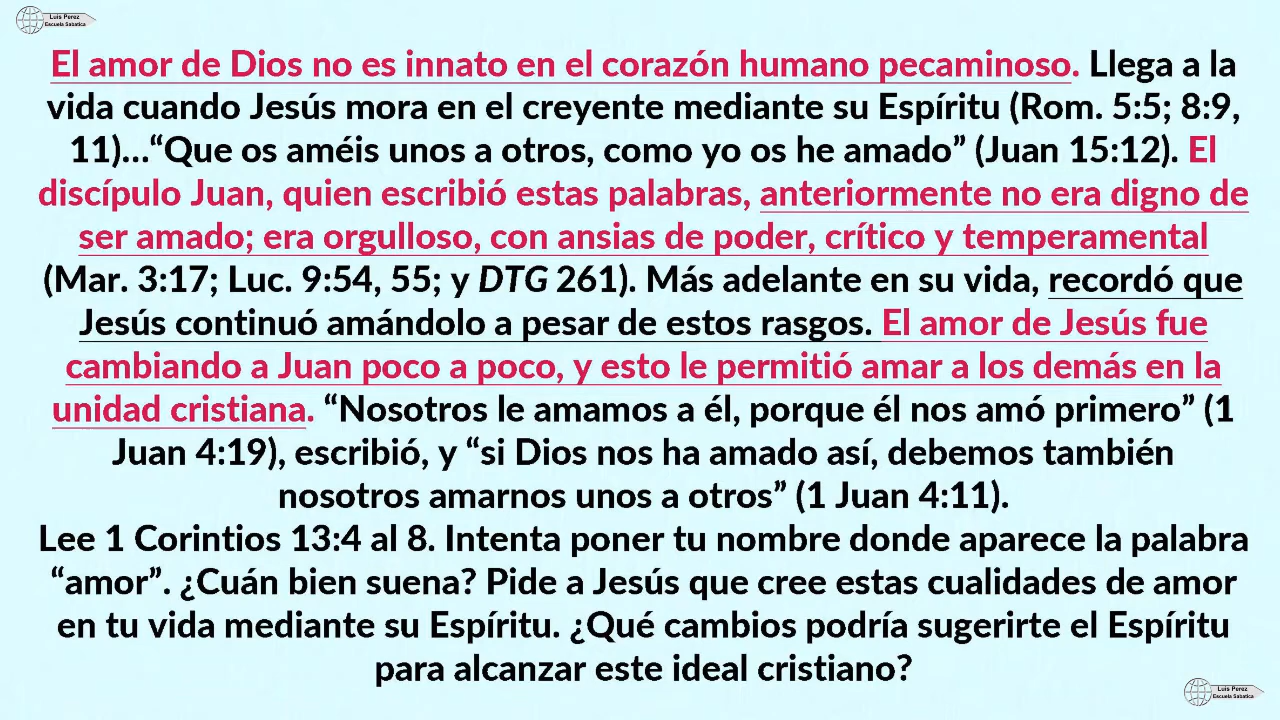 Luis Perez
Escuela Sabatica
El amor de Dios no es innato en el corazón humano pecaminoso. Llega a la
vida cuando Jesús mora en el creyente mediante su Espíritu (Rom. 5:5; 8:9,
11)...“Que os améis unos a otros, como yo os he amado” (Juan 15:12). El
discípulo Juan, quien escribió estas palabras, anteriormente no era digno de
ser amado; era orgulloso, con ansias de poder, crítico y temperamental
(Mar. 3:17; Luc. 9:54, 55; y DTG 261). Más adelante en su vida, recordó que
Jesús continuó amándolo a pesar de estos rasgos. El amor de Jesús fue
cambiando a Juan poco a poco, y esto le permitió amar a los demás en la
unidad cristiana. “Nosotros le amamos a él, porque él nos amó primero” (1
Juan 4:19), escribió, y “si Dios nos ha amado así, debemos también
nosotros amarnos unos a otros” (1 Juan 4:11).
Lee 1 Corintios 13:4 al 8. Intenta poner tu nombre donde aparece la palabra
“amor”. ¿Cuán bien suena? Pide a Jesús que cree estas cualidades de amor
en tu vida mediante su Espíritu. ¿Qué cambios podría sugerirte el Espíritu
para alcanzar este ideal cristiano?
Luis Perez
Escuela Sabatica